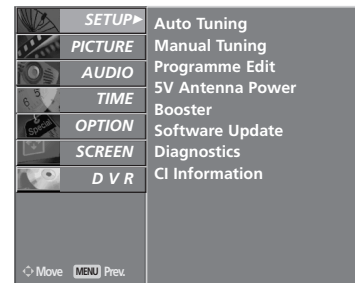 SETUP▶
PICTURE
AUDIO
TIME
OPTION
SCREEN
D V R
Auto Tuning
Manual Tuning
Programme Edit
5V Antenna Power
Booster
Software Update
Diagnostics
CI Information
Special
Move MENU Prev.